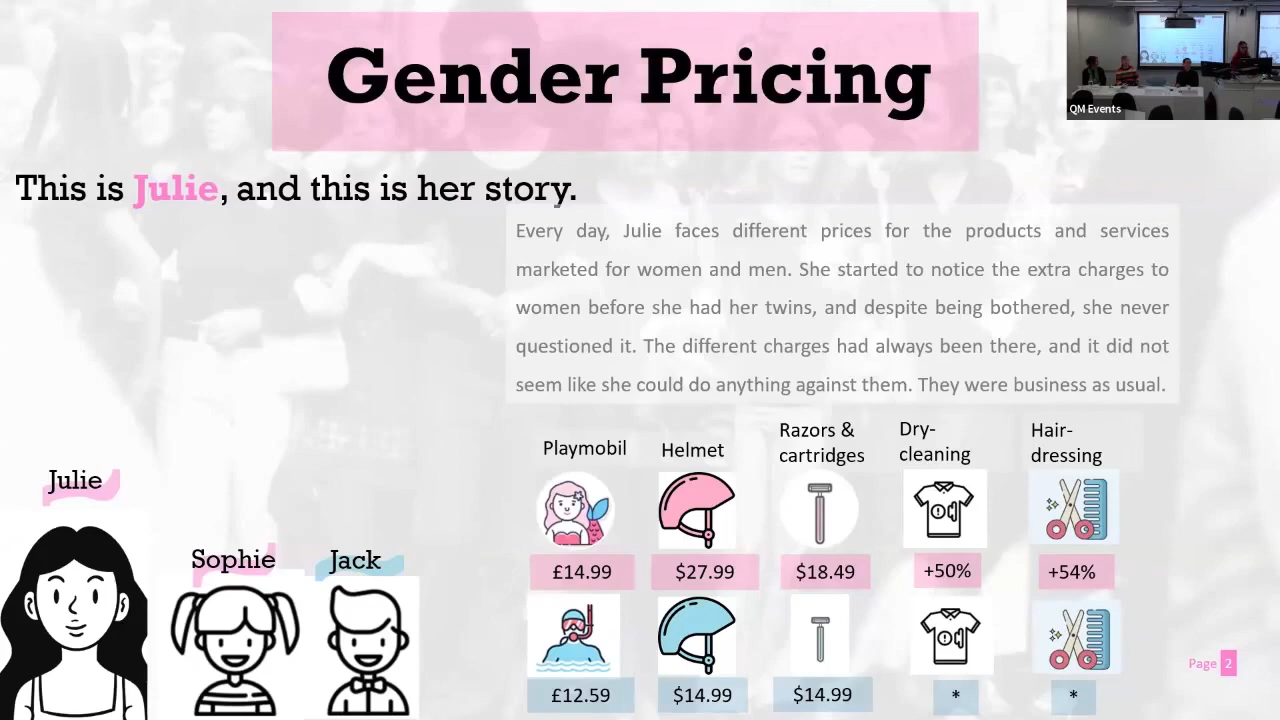 Gender Pricing
QM Events
This is Julie, and this is her story.
Every day, Julie faces different prices for the products and services
marketed for women and men. She started to notice the extra charges to
women before she had her twins, and despite being bothered, she never
questioned it. The different charges had always been there, and it did not
seem like she could do anything against them. They were business as usual.
Playmobil
Helmet
Razors &
cartridges
Dry-
cleaning
Hair-
dressing
Julie
Sophie
Jack
£14.99
$27.99
$18.49
+50%
+54%
£12.59
$14.99
$14.99
*
*
Page 2